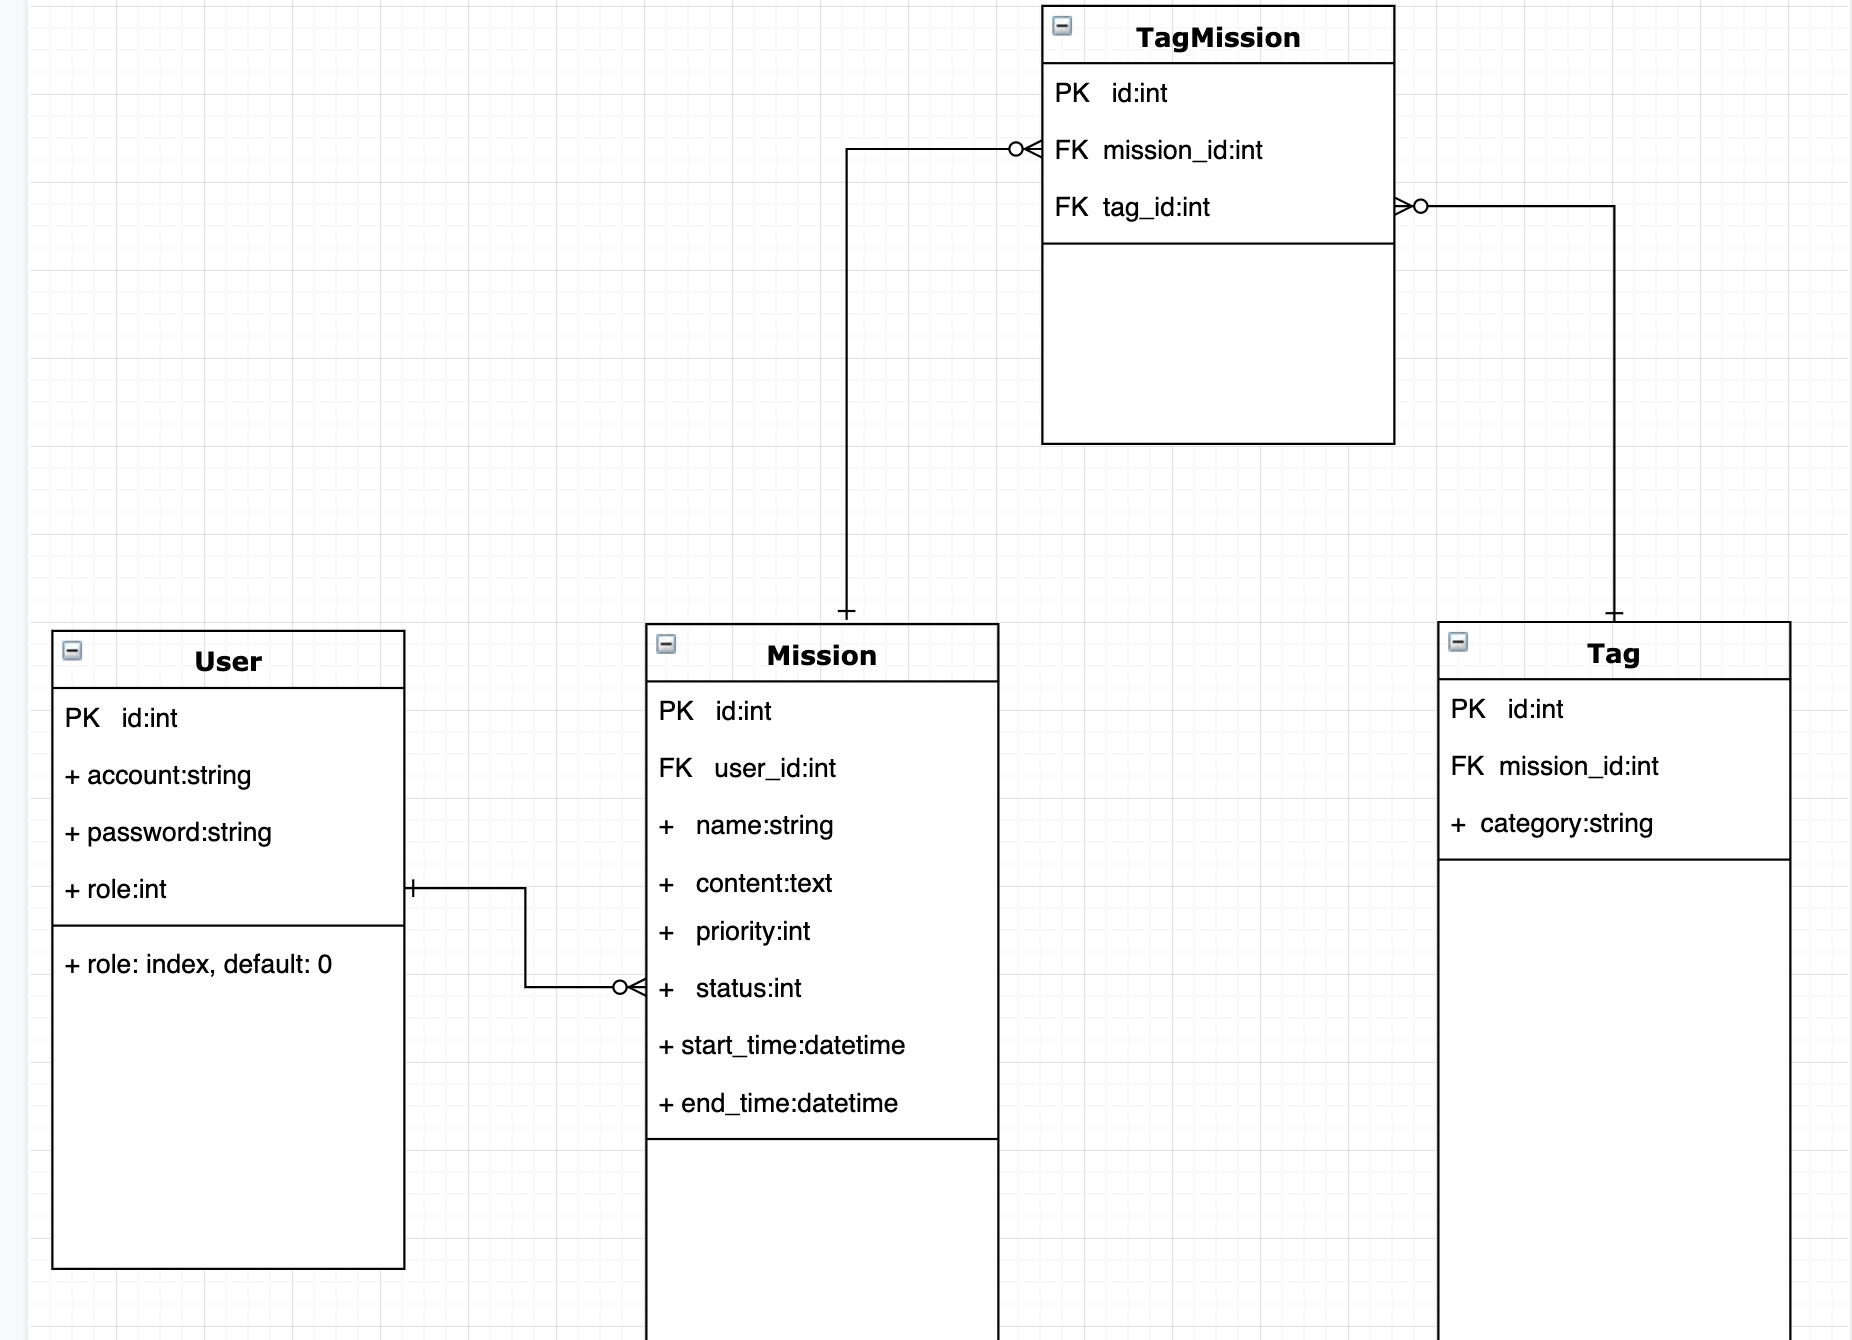 TagMission
PK id:int
FK mission_id:int
FK tag_id:int
User
PK id:int
+ account:string
+ password:string
+ role:int
+ role: index, default: 0
Mission
PK id:int
FK user_id:int
+ name:string
+ content:text
+ priority:int
+ status:int
+ start_time:datetime
+ end_time:datetime
Tag
PK id:int
FK mission_id:int
+ category:string